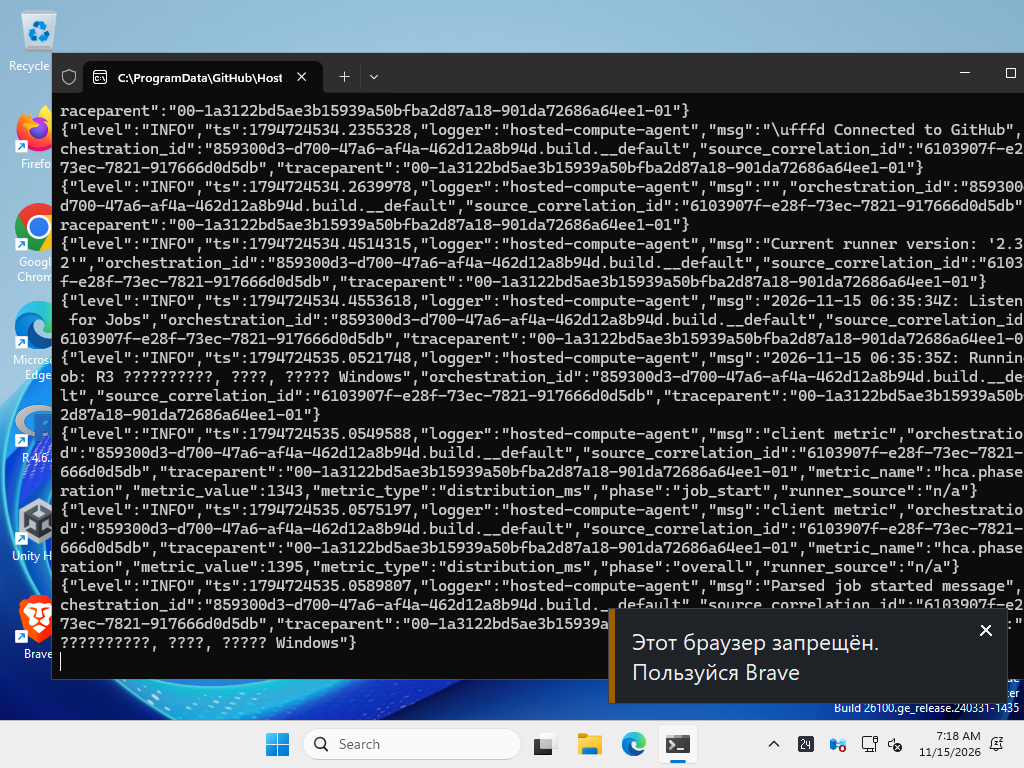 Recycle
C:\ProgramData\GitHub\Host
raceparent":"00-1a3122bd5ae3b15939a50bfba2d87a18-901da72686a64ee1-01"}
{"level":"INFO","ts":1794724534.2355328,"logger":"hosted-compute-agent","msg":"\ufffd Connected to GitHub",
chestration_id":"859300d3-d700-47a6-af4a-462d12a8b94d.build.__default","source_correlation_id":"6103907f-e2
73ec-7821-917666d0d5db","traceparent":"00-1a3122bd5ae3b15939a50bfba2d87a18-901da72686a64ee1-01"}
{"level":"INFO","ts":1794724534.2639978,"logger":"hosted-compute-agent","msg":"","orchestration_id":"859300
d700-47a6-af4a-462d12a8b94d.build.__default","source_correlation_id":"6103907f-e28f-73ec-7821-917666d0d5db"
raceparent":"00-1a3122bd5ae3b15939a50bfba2d87a18-901da72686a64ee1-01"}
{"level":"INFO","ts":1794724534.4514315,"logger":"hosted-compute-agent","msg":"Current runner version: '2.3
2'","orchestration_id":"859300d3-d700-47a6-af4a-462d12a8b94d.build.__default","source_correlation_id":"6103
f-e28f-73ec-7821-917666d0d5db","traceparent":"00-1a3122bd5ae3b15939a50bfba2d87a18-901da72686a64ee1-01"}
{"level":"INFO","ts":1794724534.4553618,"logger":"hosted-compute-agent","msg":"2026-11-15 06:35:34Z: Listen
for Jobs","orchestration_id":"859300d3-d700-47a6-af4a-462d12a8b94d.build.__default","source_correlation_id
6103907f-e28f-73ec-7821-917666d0d5db","traceparent":"00-1a3122bd5ae3b15939a50bfba2d87a18-901da72686a64ee1-0
{"level":"INFO","ts":1794724535.0521748,"logger":"hosted-compute-agent","msg":"2026-11-15 06:35:35Z: Runnin
ob: R3 ??????????, ????, ????? Windows","orchestration_id":"859300d3-d700-47a6-af4a-462d12a8b94d.build.__de
lt","source_correlation_id":"6103907f-e28f-73ec-7821-917666d0d5db","traceparent":"00-1a3122bd5ae3b15939a50b
2d87a18-901da72686a64ee1-01"}
{"level":"INFO","ts":1794724535.0549588,"logger":"hosted-compute-agent","msg":"client metric","orchestratio
d":"859300d3-d700-47a6-af4a-462d12a8b94d.build.__default","source_correlation_id":"6103907f-e28f-73ec-7821-
666d0d5db","traceparent":"00-1a3122bd5ae3b15939a50bfba2d87a18-901da72686a64ee1-01","metric_name":"hca.phase
ration","metric_value":1343,"metric_type":"distribution_ms","phase":"job_start","runner_source":"n/a"}
{"level":"INFO","ts":1794724535.0575197,"logger":"hosted-compute-agent","msg":"client metric","orchestratio
d":"859300d3-d700-47a6-af4a-462d12a8b94d.build.__default","source_correlation_id":"6103907f-e28f-73ec-7821-
666d0d5db","traceparent":"00-1a3122bd5ae3b15939a50bfba2d87a18-901da72686a64ee1-01","metric_name":"hca.phase
ration","metric_value":1395,"metric_type":"distribution_ms","phase":"overall","runner_source":"n/a"}
{"level":"INFO","ts":1794724535.0589807,"logger":"hosted-compute-agent","msg":"Parsed job started message",
chestration_id":"859300d3-d700-47a6-af4a-462d12a8b94d.build.__default","source_correlation_id":"6103907f-e2
73ec-7821-917666d0d5db","traceparent":"00-1a3122bd5ae3b15939a
??????????, ????, ????? Windows"}
Firefo
Google
Chrom
Microso
Edge
R 4.6.
Unity H
Brave
Этот браузер запрещён.
Пользуйся Brave
Build 26100.ge_release.240331-1435
Search
24
7:18 AM
11/15/2026